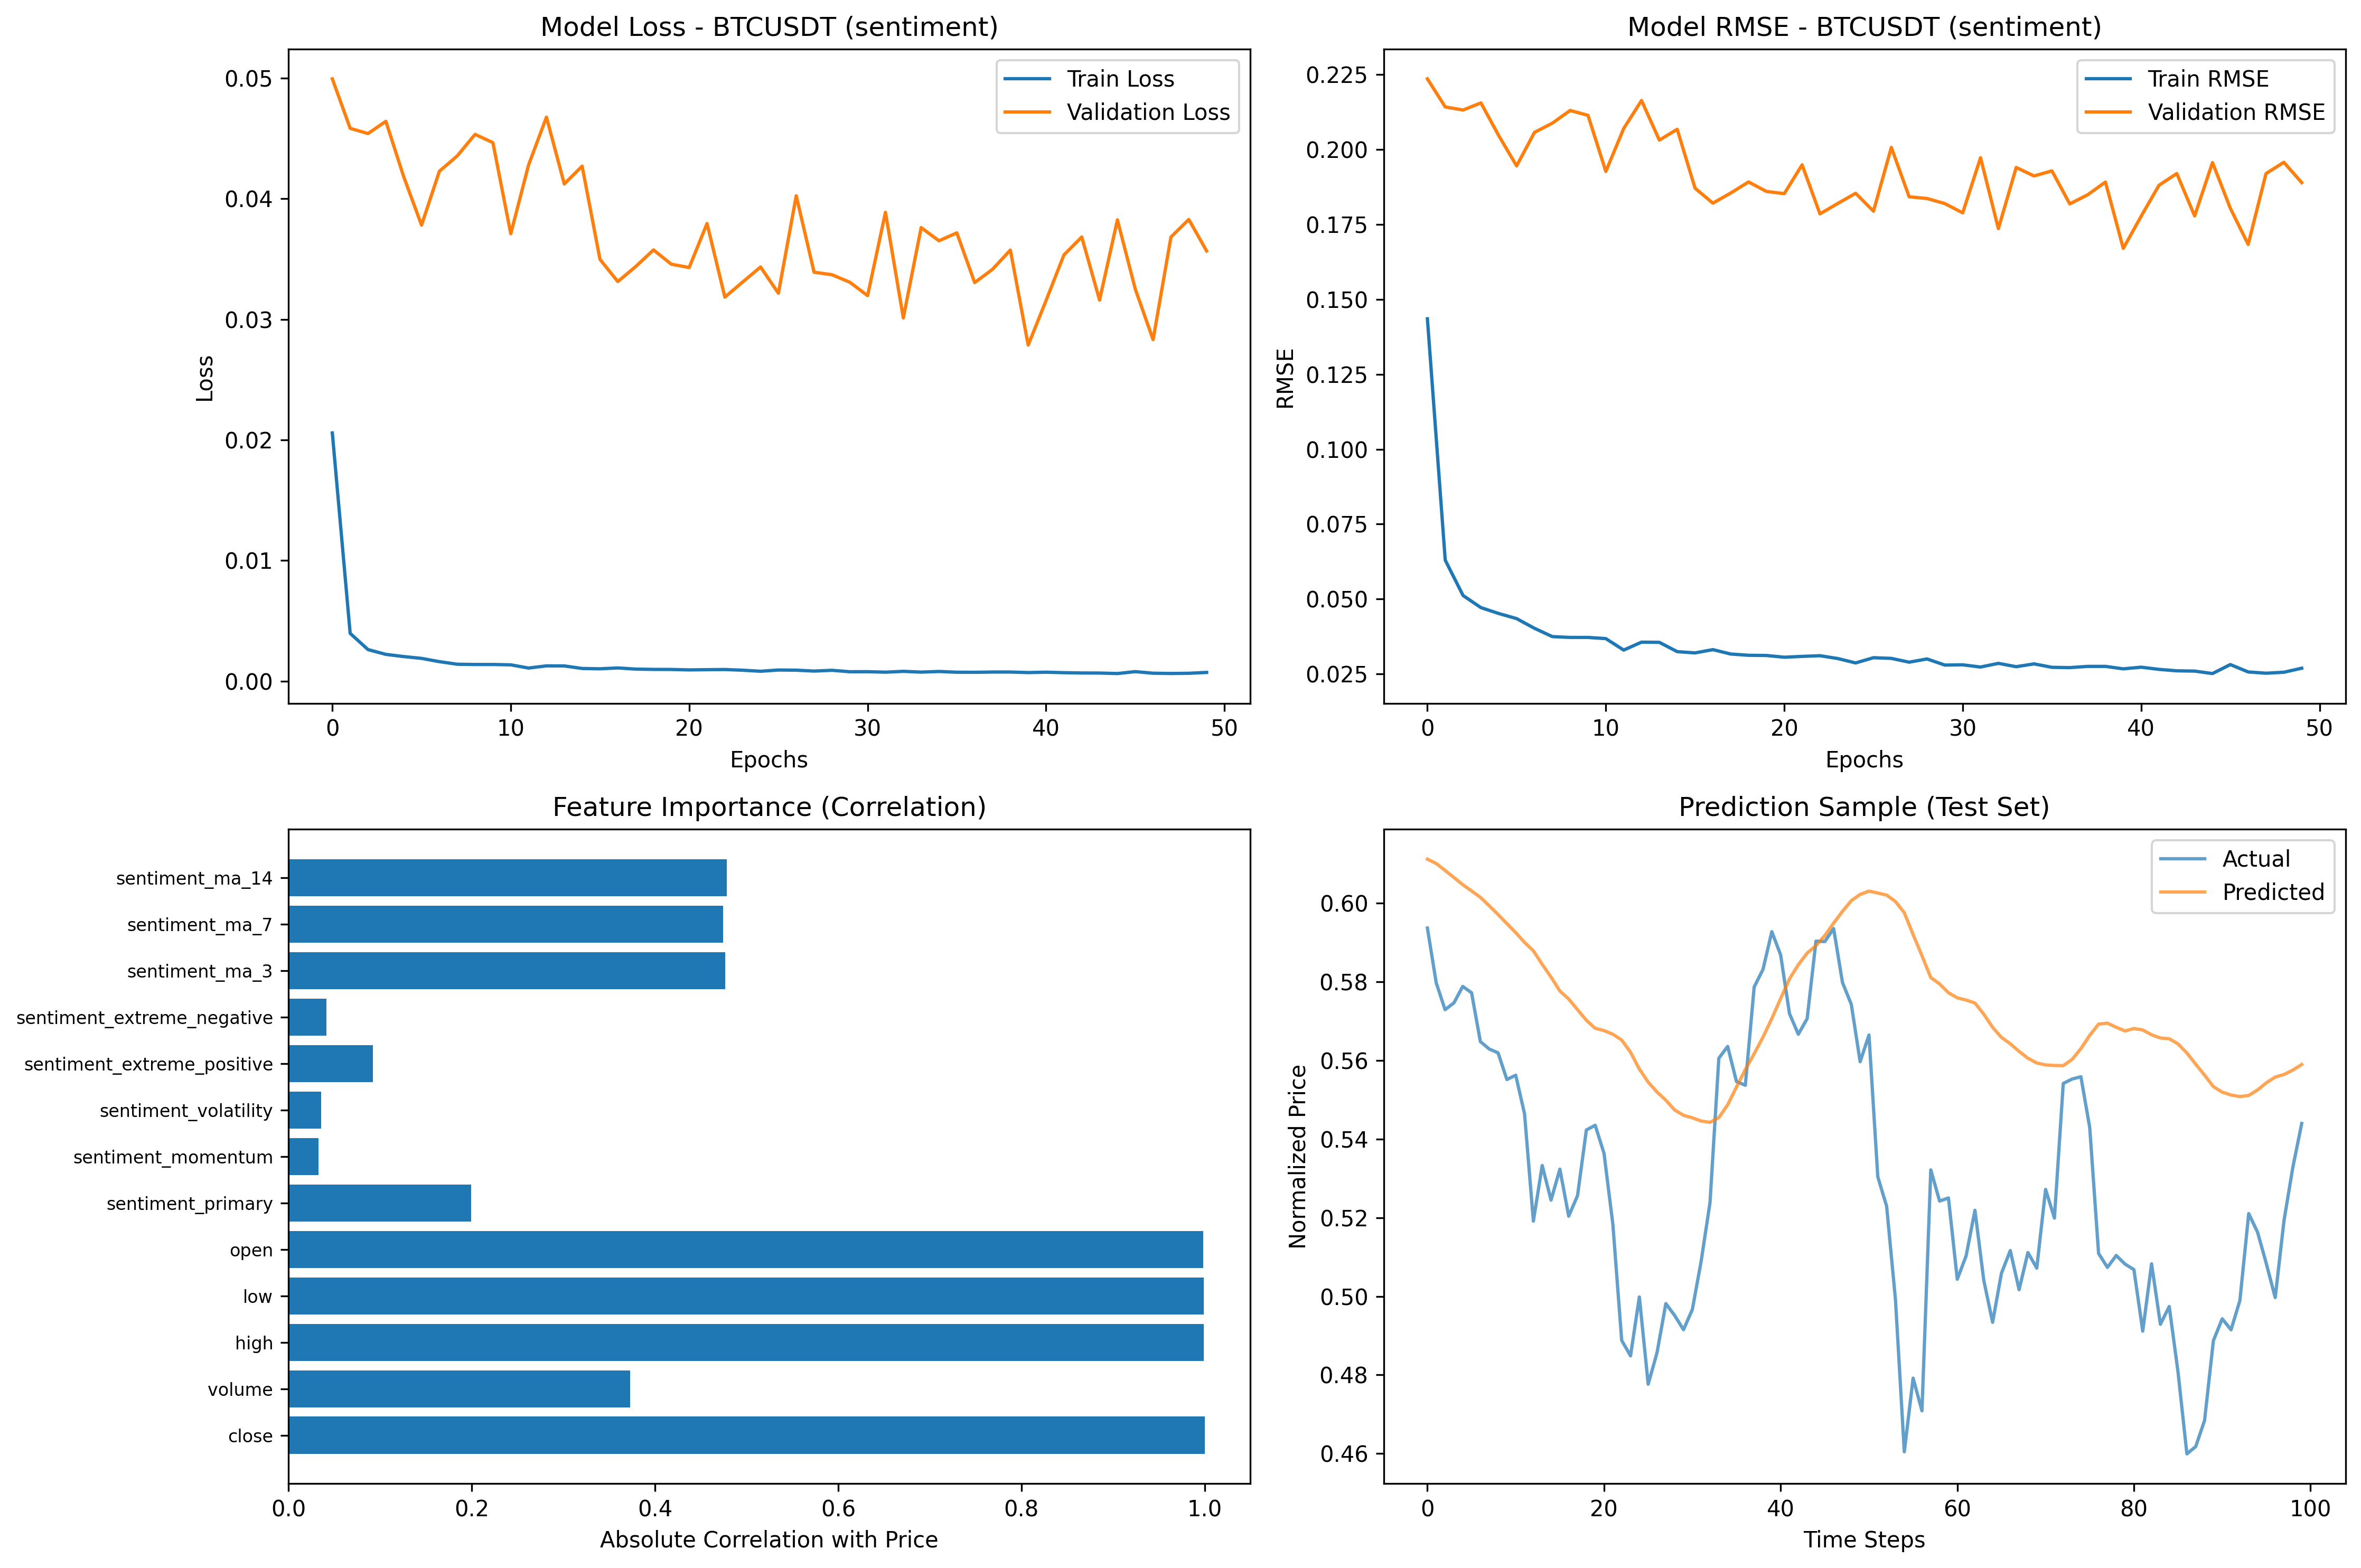 Model Loss - BTCUSDT (sentiment)
Train Loss
Validation Loss
0.05
0.04
0.03
0.02
0.01
0.00
Loss
0 10 20 30 40 50
Epochs
Model RMSE - BTCUSDT (sentiment)
Train RMSE
Validation RMSE
0.225
0.200
0.175
0.150
0.125
0.100
0.075
0.050
0.025
RMSE
0 10 20 30 40 50
Epochs
Feature Importance (Correlation)
sentiment_ma_14
sentiment_ma_7
sentiment_ma_3
sentiment_extreme_negative
sentiment_extreme_positive
sentiment_volatility
sentiment_momentum
sentiment_primary
open
low
high
volume
close
0.0 0.2 0.4 0.6 0.8 1.0
Absolute Correlation with Price
Prediction Sample (Test Set)
Actual
Predicted
0.60
0.58
0.56
0.54
0.52
0.50
0.48
0.46
Normalized Price
0 20 40 60 80 100
Time Steps